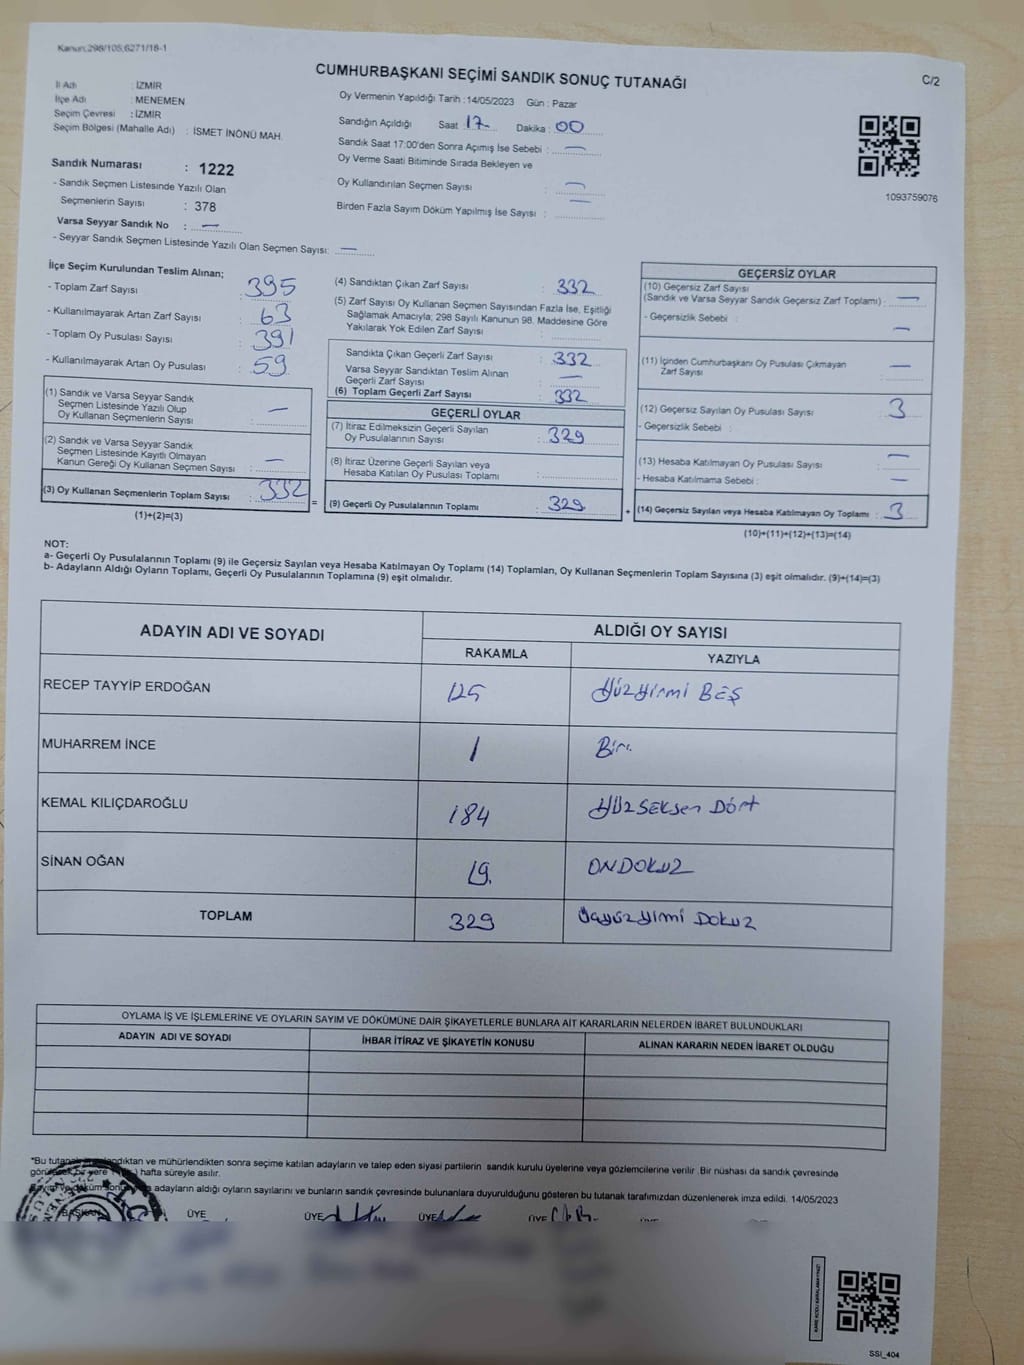 Kanun;298/105;6271/18-1
CUMHURBAŞKANI SEÇİMİ SANDIK SONUÇ TUTANAĞI
C/2
İl Adı : İZMİR
İlçe Adı : MENEMEN
Seçim Çevresi : İZMİR
Seçim Bölgesi (Mahalle Adı) : İSMET İNÖNÜ MAH.
Sandık Numarası : 1222
- Sandık Seçmen Listesinde Yazılı Olan
Seçmenlerin Sayısı : 378
Varsa Seyyar Sandık No : —
- Seyyar Sandık Seçmen Listesinde Yazılı Olan Seçmen Sayısı: —
Oy Vermenin Yapıldığı Tarih :14/05/2023 Gün : Pazar
Sandığın Açıldığı Saat : 17 Dakika : 00
Sandık Saat 17:00'den Sonra Açımış İse Sebebi : —
Oy Verme Saati Bitiminde Sırada Bekleyen ve
Oy Kullandırılan Seçmen Sayısı : —
Birden Fazla Sayım Döküm Yapılmış İse Sayısı : —
1093759076
İlçe Seçim Kurulundan Teslim Alınan;
- Toplam Zarf Sayısı : 395
- Kullanılmayarak Artan Zarf Sayısı : 63
- Toplam Oy Pusulası Sayısı : 391
- Kullanılmayarak Artan Oy Pusulası : 59
(1) Sandık ve Varsa Seyyar Sandık
Seçmen Listesinde Yazılı Olup
Oy Kullanan Seçmenlerin Sayısı : —
(2) Sandık ve Varsa Seyyar Sandık
Seçmen Listesinde Kayıtlı Olmayan
Kanun Gereği Oy Kullanan Seçmen Sayısı : —
(3) Oy Kullanan Seçmenlerin Toplam Sayısı : 332
(1)+(2)=(3)
=
(4) Sandıktan Çıkan Zarf Sayısı : 332
(5) Zarf Sayısı Oy Kullanan Seçmen Sayısından Fazla İse, Eşitliği
Sağlamak Amacıyla; 298 Sayılı Kanunun 98. Maddesine Göre
Yakılarak Yok Edilen Zarf Sayısı :
Sandıkta Çıkan Geçerli Zarf Sayısı : 332
Varsa Seyyar Sandıktan Teslim Alınan
Geçerli Zarf Sayısı : —
(6) Toplam Geçerli Zarf Sayısı : 332
GEÇERLİ OYLAR
(7) İtiraz Edilmeksizin Geçerli Sayılan
Oy Pusulalarının Sayısı : 329
(8) İtiraz Üzerine Geçerli Sayılan veya
Hesaba Katılan Oy Pusulası Toplamı :
(9) Geçerli Oy Pusulalarının Toplamı : 329
+
GEÇERSİZ OYLAR
(10) Geçersiz Zarf Sayısı
(Sandık ve Varsa Seyyar Sandık Geçersiz Zarf Toplamı) : —
- Geçersizlik Sebebi : —
(11) İçinden Cumhurbaşkanı Oy Pusulası Çıkmayan
Zarf Sayısı : —
(12) Geçersiz Sayılan Oy Pusulası Sayısı : 3
- Geçersizlik Sebebi :
(13) Hesaba Katılmayan Oy Pusulası Sayısı : —
- Hesaba Katılmama Sebebi : —
(14) Geçersiz Sayılan veya Hesaba Katılmayan Oy Toplamı : 3
(10)+(11)+(12)+(13)=(14)
NOT:
a- Geçerli Oy Pusulalarının Toplamı (9) ile Geçersiz Sayılan veya Hesaba Katılmayan Oy Toplamı (14) Toplamları, Oy Kullanan Seçmenlerin Toplam Sayısına (3) eşit olmalıdır. (9)+(14)=(3)
b- Adayların Aldığı Oyların Toplamı, Geçerli Oy Pusulalarının Toplamına (9) eşit olmalıdır.
ADAYIN ADI VE SOYADI
ALDIĞI OY SAYISI
RAKAMLA
YAZIYLA
RECEP TAYYİP ERDOĞAN 125 YüzYirmi BEŞ
MUHARREM İNCE 1 Bir.
KEMAL KILIÇDAROĞLU 184 YüzSEKSen Dört
SİNAN OĞAN 19. ONDOKUZ
TOPLAM 329 ÜçyüzYirmi DOKUZ
OYLAMA İŞ VE İŞLEMLERİNE VE OYLARIN SAYIM VE DÖKÜMÜNE DAİR ŞİKAYETLERLE BUNLARA AİT KARARLARIN NELERDEN İBARET BULUNDUKLARI
ADAYIN ADI VE SOYADI
İHBAR İTİRAZ VE ŞİKAYETİN KONUSU
ALINAN KARARIN NEDEN İBARET OLDUĞU
*Bu tutanak mühürlendikten sonra seçime katılan adayların ve talep eden siyasi partilerin sandık kurulu üyelerine veya gözlemcilerine verilir .Bir nüshası da sandık çevresinde
bir yere hafta süreyle asılır.
adayların aldığı oyların sayılarını ve bunların sandık çevresinde bulunanlara duyurulduğunu gösteren bu tutanak tarafımızdan düzenlenerek imza edildi. 14/05/2023
BAŞKAN ÜYE ÜYE ÜYE ÜYE
SSİ_404